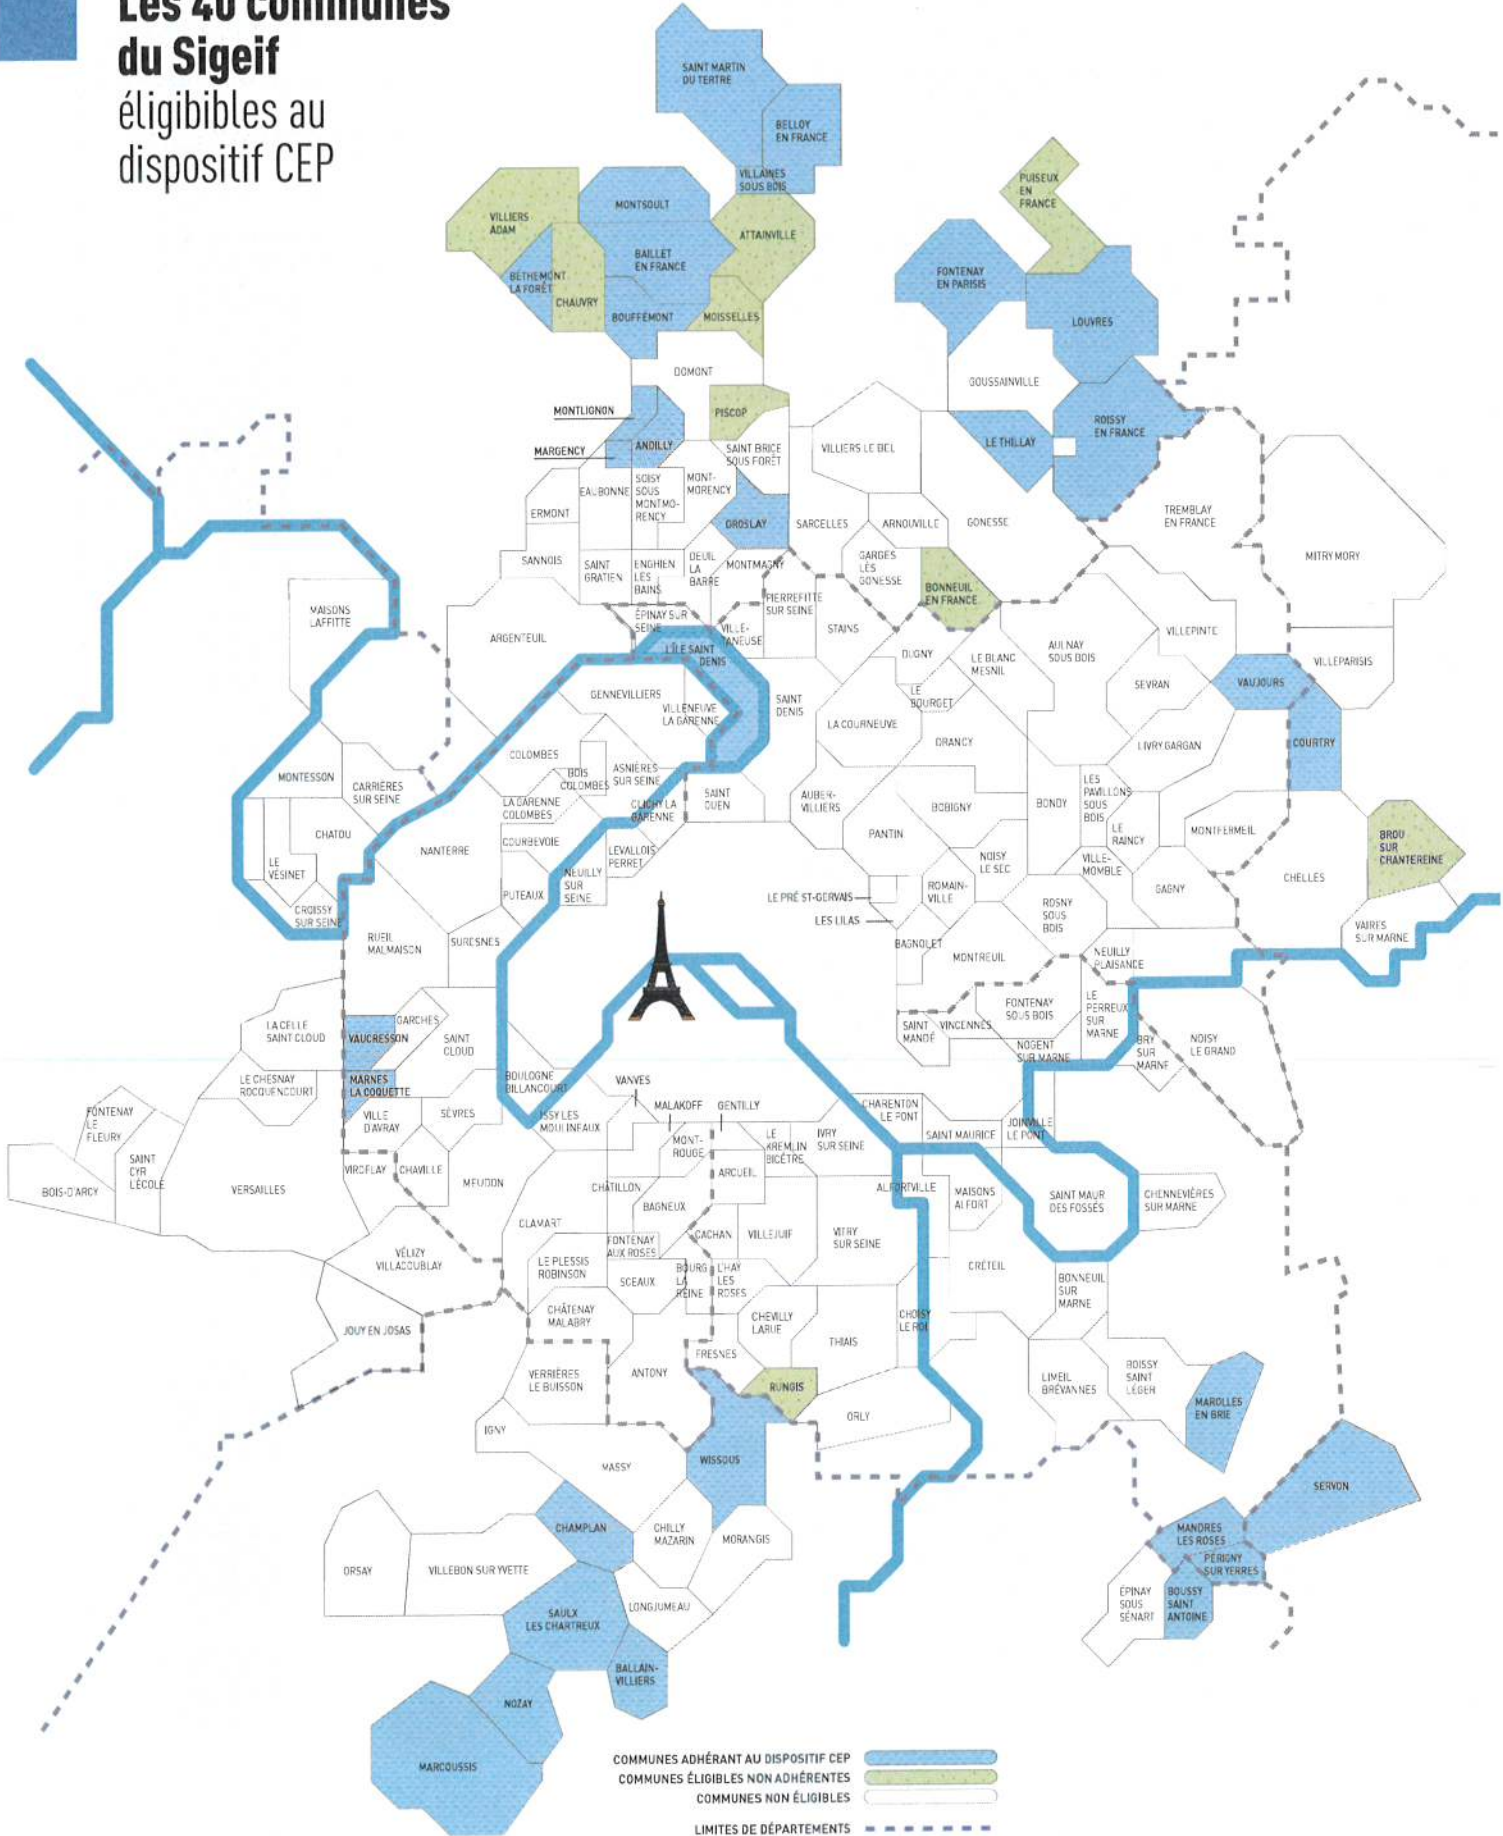 Les 40 communes
du Sigeif
éligibibles au
dispositif CEP
SAINT MARTIN
DU TERTRE
BELLOY
EN FRANCE
VILLAINES
SOUS BOIS
PUISEUX
EN
FRANCE
MONTSOULT
VILLIERS
ADAM
ATTAINVILLE
BAILLET
EN FRANCE
BÉTHEMONT
LA FORÊT
CHAUVRY
BOUFFÉMONT
MOISSELLES
FONTENAY
EN PARISIS
LOUVRES
DOMONT
GOUSSAINVILLE
MONTLIGNON
PISCOP
ROISSY
EN FRANCE
MARGENCY
ANDILLY
SAINT BRICE
SOUS FORÊT
VILLIERS LE BEL
LE THILLAY
EAUBONNE
SOISY
SOUS
MONTMO-
RENCY
MONT-
MORENCY
ERMONT
GROSLAY
SARCELLES
ARNOUVILLE
GONESSE
TREMBLAY
EN FRANCE
MITRY MORY
SANNOIS
SAINT
GRATIEN
ENGHIEN
LES
BAINS
DEUIL
LA
BARRE
MONTMAGNY
GARGES
LÈS
GONESSE
BONNEUIL
EN FRANCE
MAISONS
LAFFITTE
ARGENTEUIL
ÉPINAY SUR
SEINE
VILLE-
TANEUSE
PIERREFITTE
SUR SEINE
STAINS
L'ÎLE SAINT
DENIS
DUGNY
LE BLANC
MESNIL
AULNAY
SOUS BOIS
VILLEPINTE
VILLEPARISIS
SEVRAN
VAUJOURS
GENNEVILLIERS
VILLENEUVE
LA GARENNE
SAINT
DENIS
LE
BOURGET
LA COURNEUVE
DRANCY
LIVRY GARGAN
COURTRY
COLOMBES
BOIS
COLOMBES
ASNIÈRES
SUR SEINE
MONTESSON
CARRIÈRES
SUR SEINE
LA GARENNE
COLOMBES
CLICHY LA
GARENNE
SAINT
OUEN
AUBER-
VILLIERS
BOBIGNY
BONDY
LES
PAVILLONS
SOUS
BOIS
CHATOU
NANTERRE
COURBEVOIE
LEVALLOIS
PERRET
PANTIN
LE
RAINCY
MONTFERMEIL
BROU
SUR
CHANTEREINE
LE
VÉSINET
NEUILLY
SUR
SEINE
PUTEAUX
NOISY
LE SEC
VILLE-
MOMBLE
GAGNY
CHELLES
LE PRÉ ST-GERVAIS
ROMAIN-
VILLE
LES LILAS
ROSNY
SOUS
BOIS
CROISSY
SUR SEINE
RUEIL
MALMAISON
SURESNES
BAGNOLET
MONTREUIL
NEUILLY
PLAISANCE
VAIRES
SUR MARNE
LA CELLE
SAINT CLOUD
VAUCRESSON
GARCHES
SAINT
CLOUD
SAINT
MANDÉ
VINCENNES
FONTENAY
SOUS BOIS
LE
PERREUX
SUR
MARNE
NOGENT
SUR MARNE
BRY
SUR
MARNE
NOISY
LE GRAND
LE CHESNAY
ROCQUENCOURT
MARNES
LA COQUETTE
BOULOGNE
BILLANCOURT
VANVES
FONTENAY
LE
FLEURY
VILLE
D'AVRAY
SÈVRES
ISSY LES
MOULINEAUX
MALAKOFF
GENTILLY
CHARENTON
LE PONT
SAINT MAURICE
JOINVILLE
LE PONT
MONT-
ROUGE
LE
KREMLIN
BICÊTRE
IVRY
SUR SEINE
SAINT
CYR
L'ÉCOLE
BOIS-D'ARCY
VERSAILLES
VIROFLAY
CHAVILLE
MEUDON
CHÂTILLON
ARCUEIL
ALFORTVILLE
MAISONS
ALFORT
SAINT MAUR
DES FOSSÉS
CHENNEVIÈRES
SUR MARNE
CLAMART
BAGNEUX
FONTENAY
AUX ROSES
CACHAN
VILLEJUIF
VITRY
SUR SEINE
VÉLIZY
VILLACOUBLAY
LE PLESSIS
ROBINSON
SCEAUX
BOURG
LA
REINE
L'HAY
LES
ROSES
CRÉTEIL
BONNEUIL
SUR
MARNE
CHÂTENAY
MALABRY
CHEVILLY
LARUE
CHOISY
LE ROI
JOUY EN JOSAS
THIAIS
FRESNES
VERRIÈRES
LE BUISSON
ANTONY
RUNGIS
LIMEIL
BRÉVANNES
BOISSY
SAINT
LÉGER
MAROLLES
EN BRIE
ORLY
IGNY
MASSY
WISSOUS
SERVON
CHAMPLAN
CHILLY
MAZARIN
MORANGIS
MANDRES
LES ROSES
PÉRIGNY
SUR YERRES
ORSAY
VILLEBON SUR YVETTE
ÉPINAY
SOUS
SÉNART
BOUSSY
SAINT
ANTOINE
LONGJUMEAU
SAULX
LES CHARTREUX
BALLAIN-
VILLIERS
NOZAY
MARCOUSSIS
COMMUNES ADHÉRANT AU DISPOSITIF CEP
COMMUNES ÉLIGIBLES NON ADHÉRENTES
COMMUNES NON ÉLIGIBLES
LIMITES DE DÉPARTEMENTS